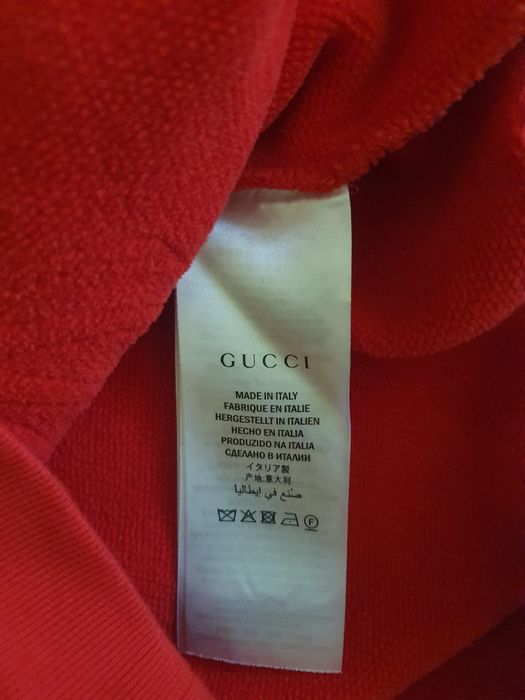 GUCCI
MADE IN ITALY
FABRIQUE EN ITALIE
HERGESTELLT IN ITALIEN
HECHO EN ITALIA
PRODUZIDO NA ITALIA
СДЕЛАНО В ИТАЛИИ
イタリア製
产地:意大利
صنع في إيطاليا
F